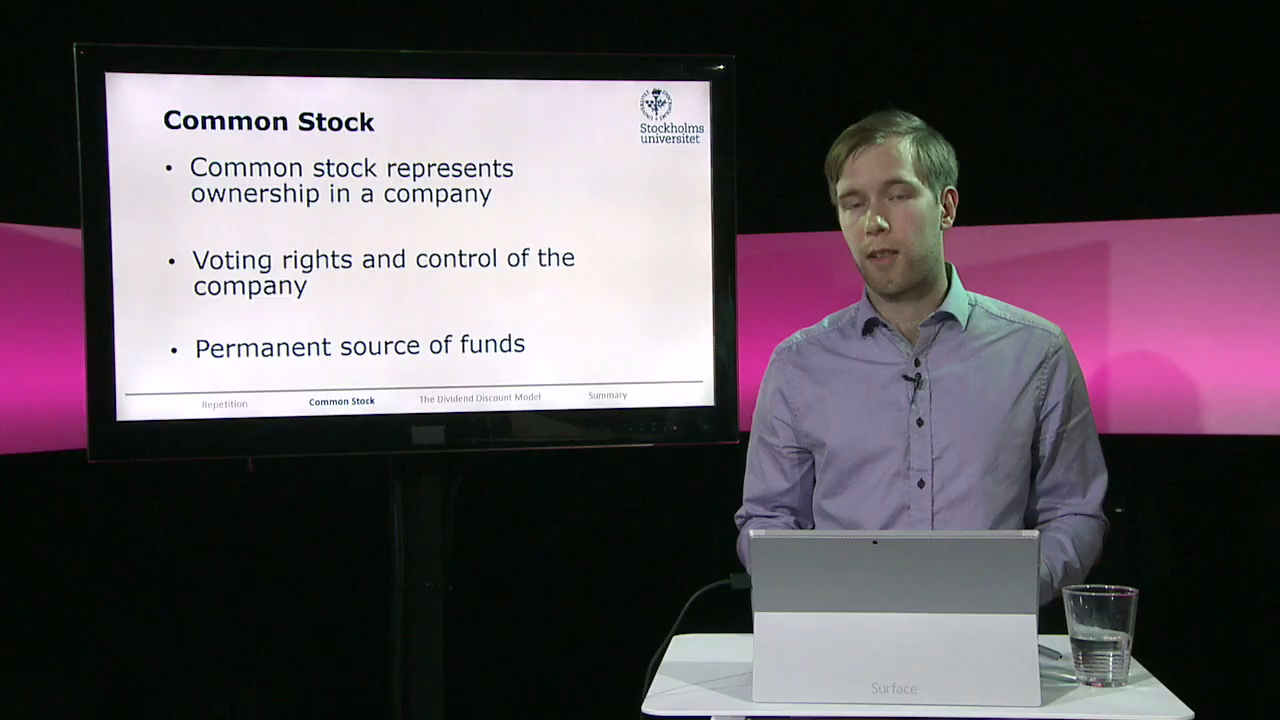 Common Stock
Stockholms
universitet
• Common stock represents
ownership in a company
• Voting rights and control of the
company
• Permanent source of funds
Repetition Common Stock The Dividend Discount Model Summary
Surface